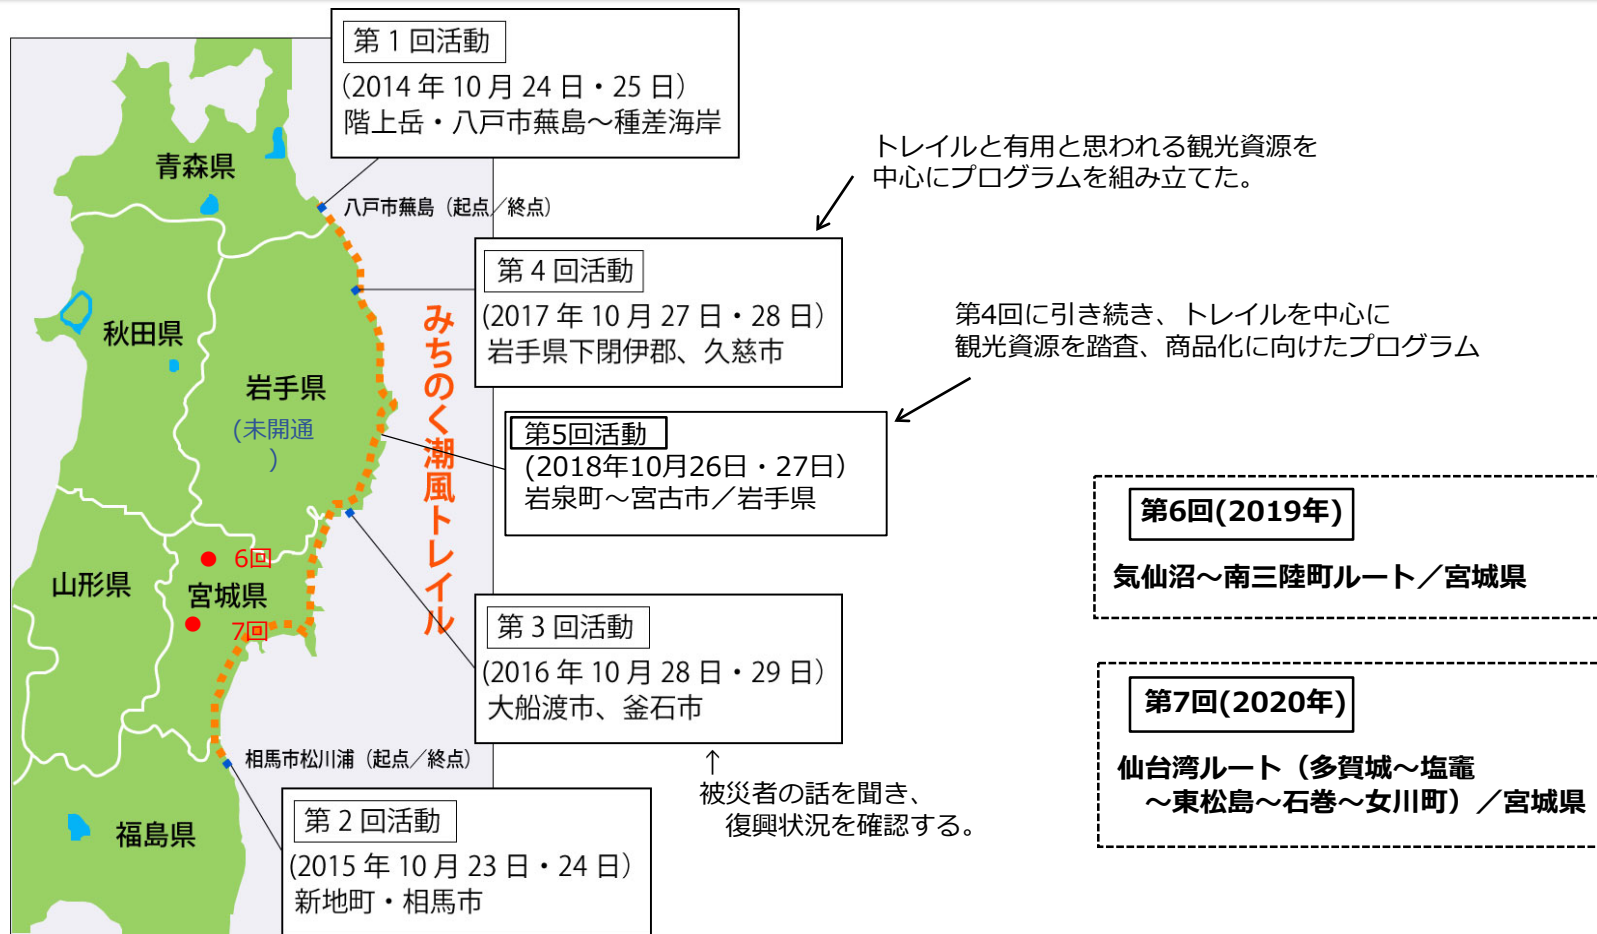 第1回活動
(2014年10月24日・25日)
階上岳・八戸市蕪島～種差海岸
トレイルと有用と思われる観光資源を
中心にプログラムを組み立てた。
青森県
八戸市蕪島（起点／終点）
第4回活動
(2017年10月27日・28日)
岩手県下閉伊郡、久慈市
みちのく潮風トレイル
第4回に引き続き、トレイルを中心に
観光資源を踏査、商品化に向けたプログラム
秋田県
岩手県
(未開通
)
第5回活動
(2018年10月26日・27日)
岩泉町～宮古市／岩手県
第6回(2019年)
気仙沼～南三陸町ルート／宮城県
6回
山形県
宮城県
7回
第3回活動
(2016年10月28日・29日)
大船渡市、釜石市
↑
被災者の話を聞き、
復興状況を確認する。
第7回(2020年)
仙台湾ルート（多賀城～塩竈
～東松島～石巻～女川町）／宮城県
相馬市松川浦（起点／終点）
福島県
第2回活動
(2015年10月23日・24日)
新地町・相馬市